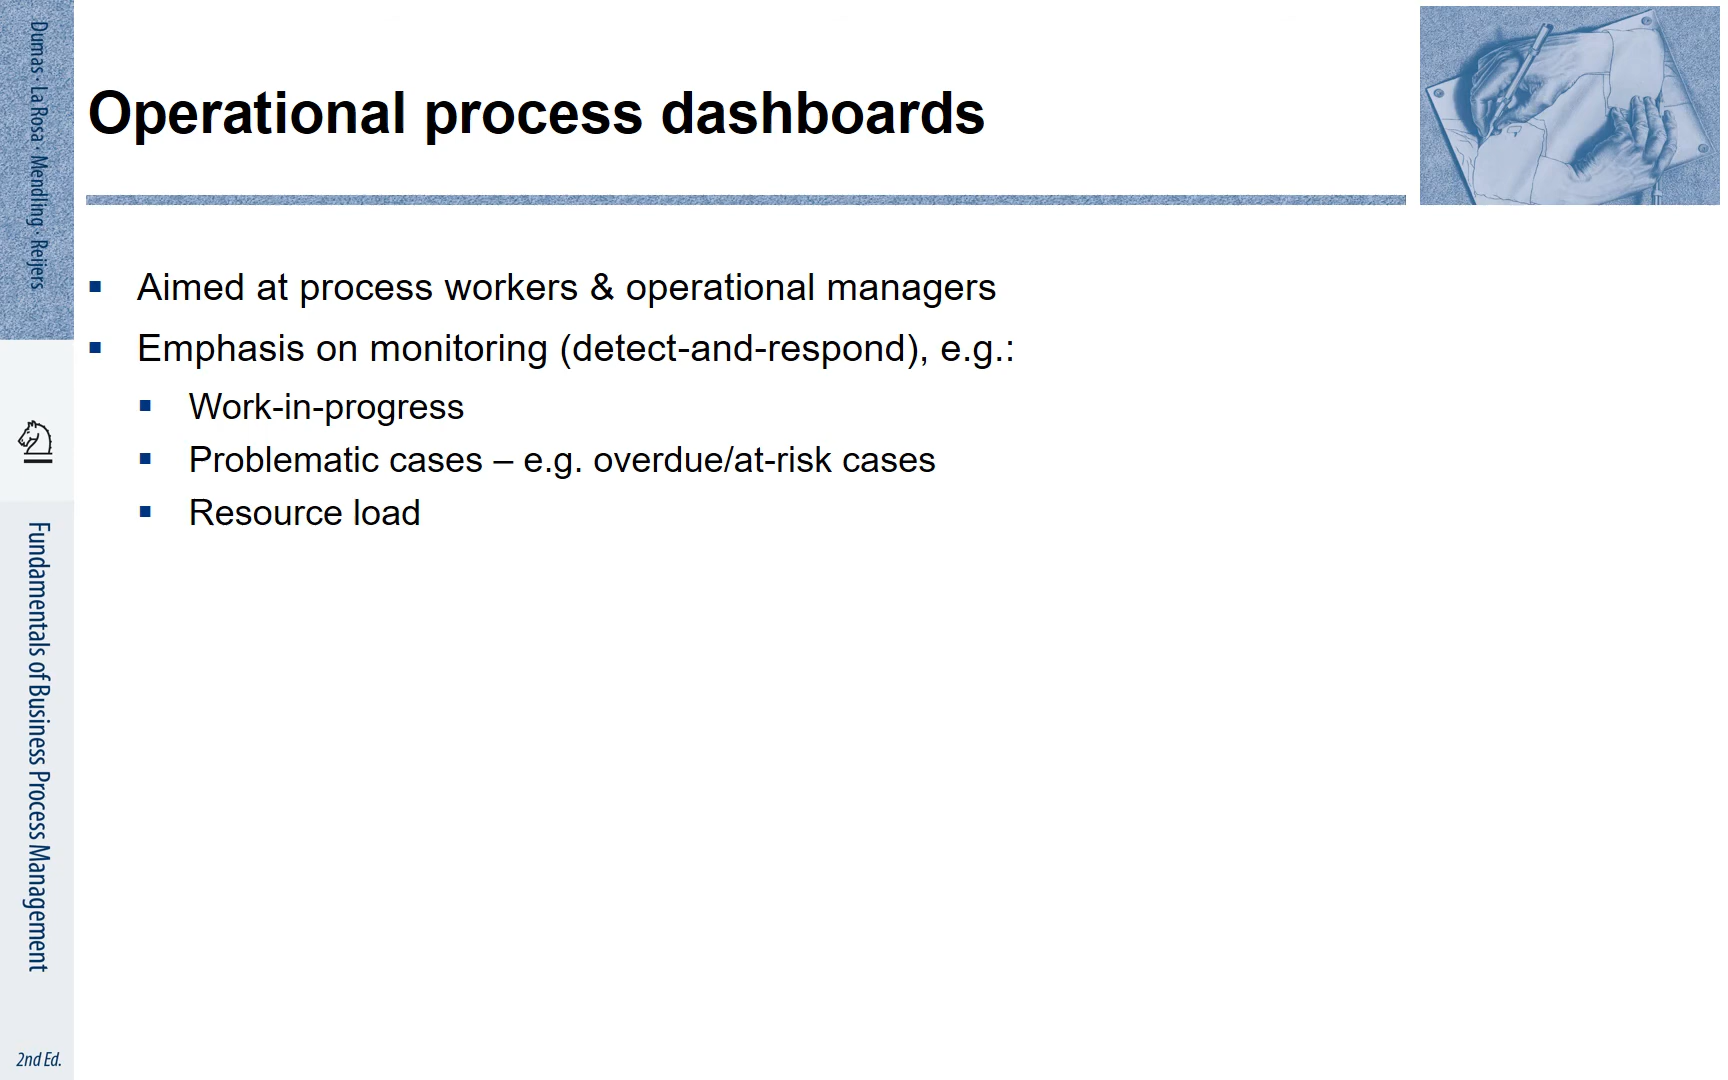 Dumas · La Rosa · Mendling · Reijers
Fundamentals of Business Process Management
2nd Ed.
Operational process dashboards
Aimed at process workers & operational managers
Emphasis on monitoring (detect-and-respond), e.g.:
Work-in-progress
Problematic cases – e.g. overdue/at-risk cases
Resource load